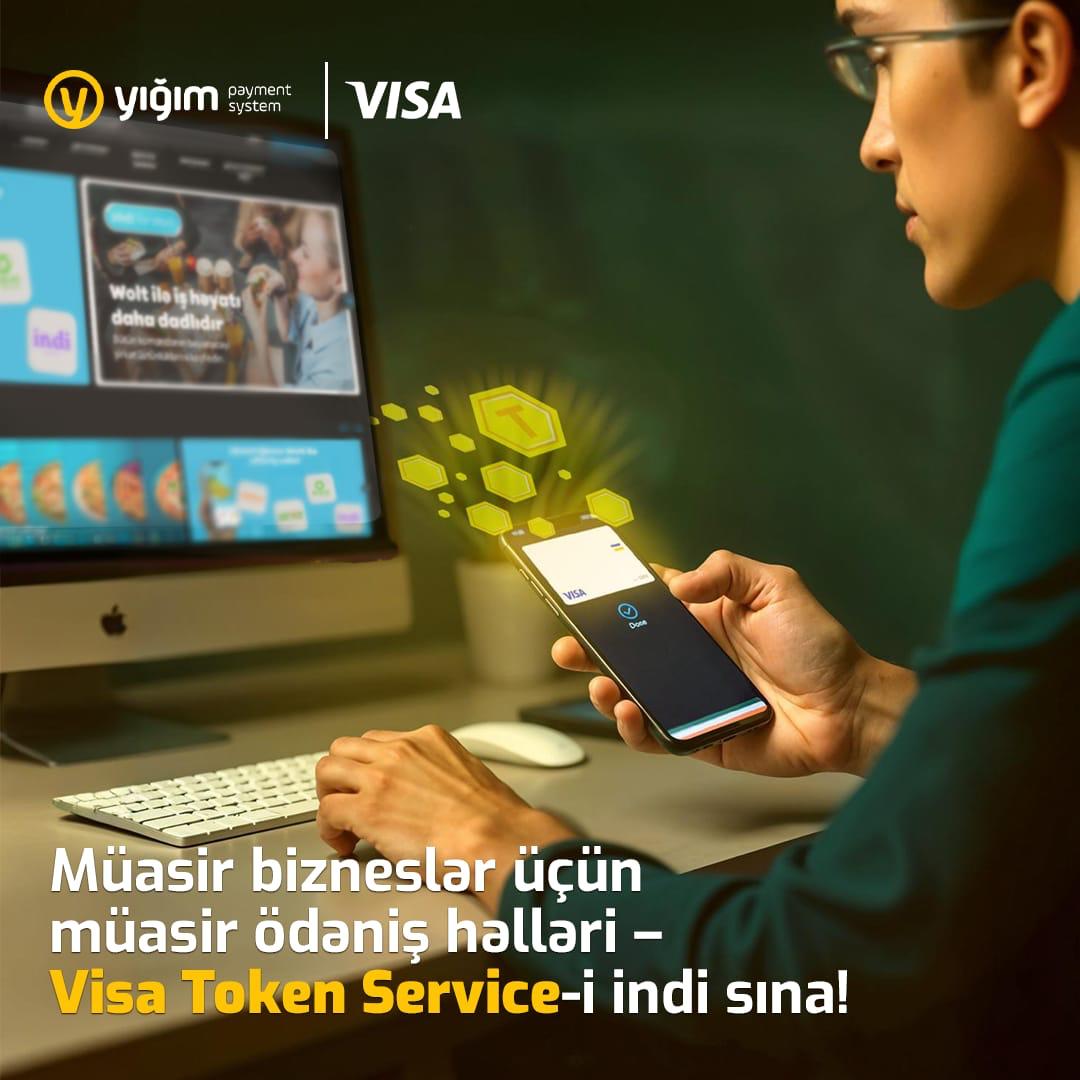 yığım payment system
VISA
Wolt ilə iş həyatı
daha dadlıdır
indi
T
VISA
Done
Müasir bizneslər üçün
müasir ödəniş həlləri –
Visa Token Service-i indi sına!